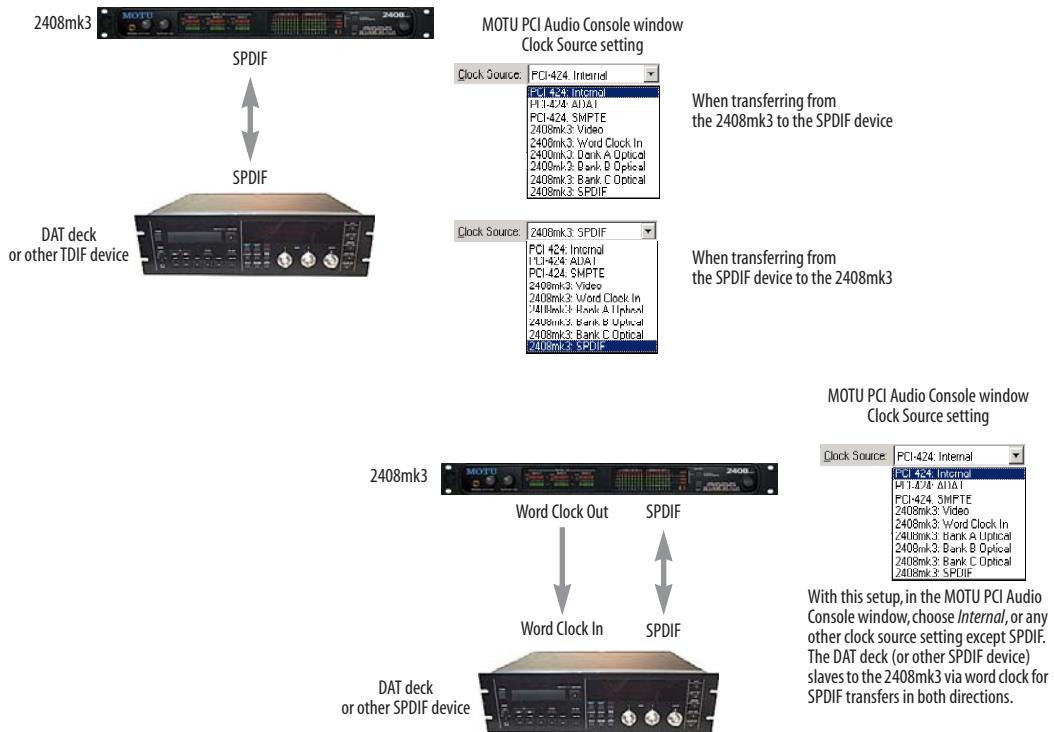 2408mk3
MOTU
2408
SPDIF
SPDIF
DAT deck
or other TDIF device
MOTU PCI Audio Console window
Clock Source setting
Clock Source: PCI-424: Internal
PCI-424: Internal
PCI-424: ADAT
PCI-424: SMPTE
2408mk3: Video
2408mk3: Word Clock In
2408mk3: Bank A Optical
2408mk3: Bank B Optical
2408mk3: Bank C Optical
2408mk3: SPDIF
When transferring from
the 2408mk3 to the SPDIF device
Clock Source: 2408mk3: SPDIF
PCI-424: Internal
PCI-424: ADAT
PCI-424: SMPTE
2408mk3: Video
2408mk3: Word Clock In
2408mk3: Bank A Optical
2408mk3: Bank B Optical
2408mk3: Bank C Optical
2408mk3: SPDIF
When transferring from
the SPDIF device to the 2408mk3
2408mk3
MOTU
2408
Word Clock Out SPDIF
Word Clock In SPDIF
DAT deck
or other SPDIF device
MOTU PCI Audio Console window
Clock Source setting
Clock Source: PCI-424: Internal
PCI-424: Internal
PCI-424: ADAT
PCI-424: SMPTE
2408mk3: Video
2408mk3: Word Clock In
2408mk3: Bank A Optical
2408mk3: Bank B Optical
2408mk3: Bank C Optical
2408mk3: SPDIF
With this setup, in the MOTU PCI Audio
Console window, choose Internal, or any
other clock source setting except SPDIF.
The DAT deck (or other SPDIF device)
slaves to the 2408mk3 via word clock for
SPDIF transfers in both directions.